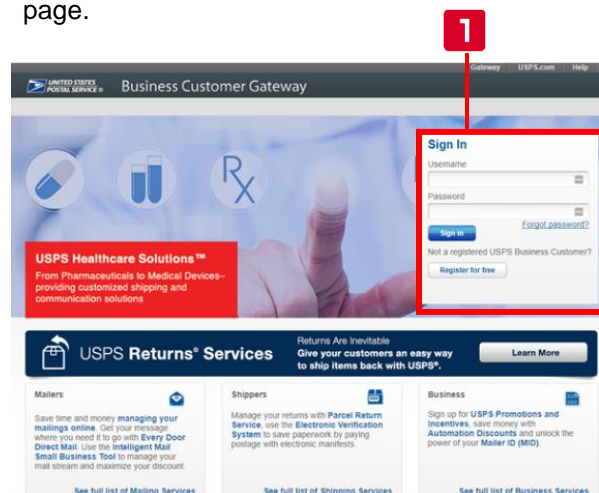 page.
1
Gateway USPS.com Help
UNITED STATES
POSTAL SERVICE ® Business Customer Gateway
Sign In
Username
Password
Forgot password?
Sign in
Not a registered USPS Business Customer?
Register for free
Rx
USPS Healthcare Solutions™
From Pharmaceuticals to Medical Devices–
providing customized shipping and
communication solutions
USPS Returns® Services
Returns Are Inevitable
Give your customers an easy way
to ship items back with USPS®.
Learn More
Mailers
Save time and money managing your
mailings online. Get your message
where you need it to go with Every Door
Direct Mail. Use the Intelligent Mail
Small Business Tool to manage your
mail stream and maximize your discount.
See full list of Mailing Services
Shippers
Manage your returns with Parcel Return
Service, use the Electronic Verification
System to save paperwork by paying
postage with electronic manifests.
See full list of Shipping Services
Business
Sign up for USPS Promotions and
Incentives, save money with
Automation Discounts and unlock the
power of your Mailer ID (MID).
See full list of Business Services